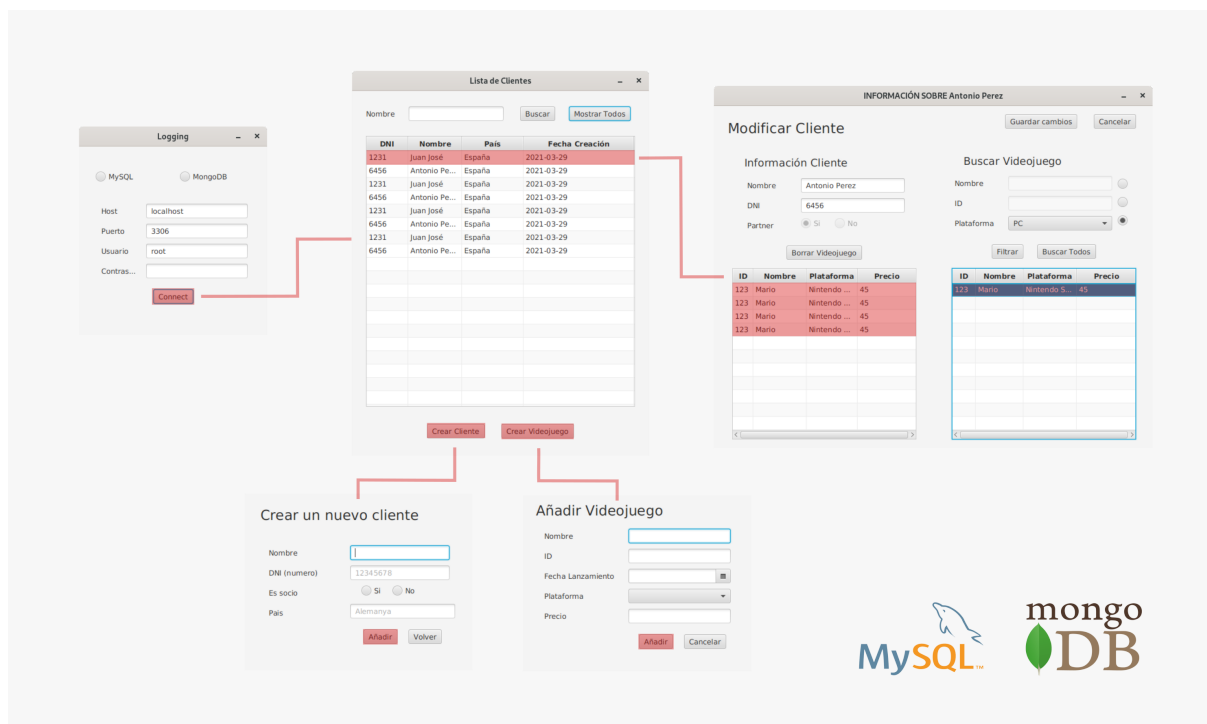 Logging
MySQL
MongoDB
Host localhost
Puerto 3306
Usuario root
Contras...
Connect
Lista de Clientes
Nombre Buscar Mostrar Todos
DNI Nombre País Fecha Creación
1231 Juan José España 2021-03-29
6456 Antonio Pe... España 2021-03-29
1231 Juan José España 2021-03-29
6456 Antonio Pe... España 2021-03-29
1231 Juan José España 2021-03-29
6456 Antonio Pe... España 2021-03-29
1231 Juan José España 2021-03-29
6456 Antonio Pe... España 2021-03-29
Crear Cliente Crear Videojuego
INFORMACIÓN SOBRE Antonio Perez
Modificar Cliente
Guardar cambios Cancelar
Información Cliente
Nombre Antonio Perez
DNI 6456
Partner Si No
Borrar Videojuego
ID Nombre Plataforma Precio
123 Mario Nintendo ... 45
123 Mario Nintendo ... 45
123 Mario Nintendo ... 45
123 Mario Nintendo ... 45
Buscar Videojuego
Nombre
ID
Plataforma PC
Filtrar Buscar Todos
ID Nombre Plataforma Precio
123 Mario Nintendo S... 45
Crear un nuevo cliente
Nombre
DNI (numero) 12345678
Es socio Si No
Pais Alemanya
Añadir Volver
Añadir Videojuego
Nombre
ID
Fecha Lanzamiento
Plataforma
Precio
Añadir Cancelar
MySQL™
mongo
DB